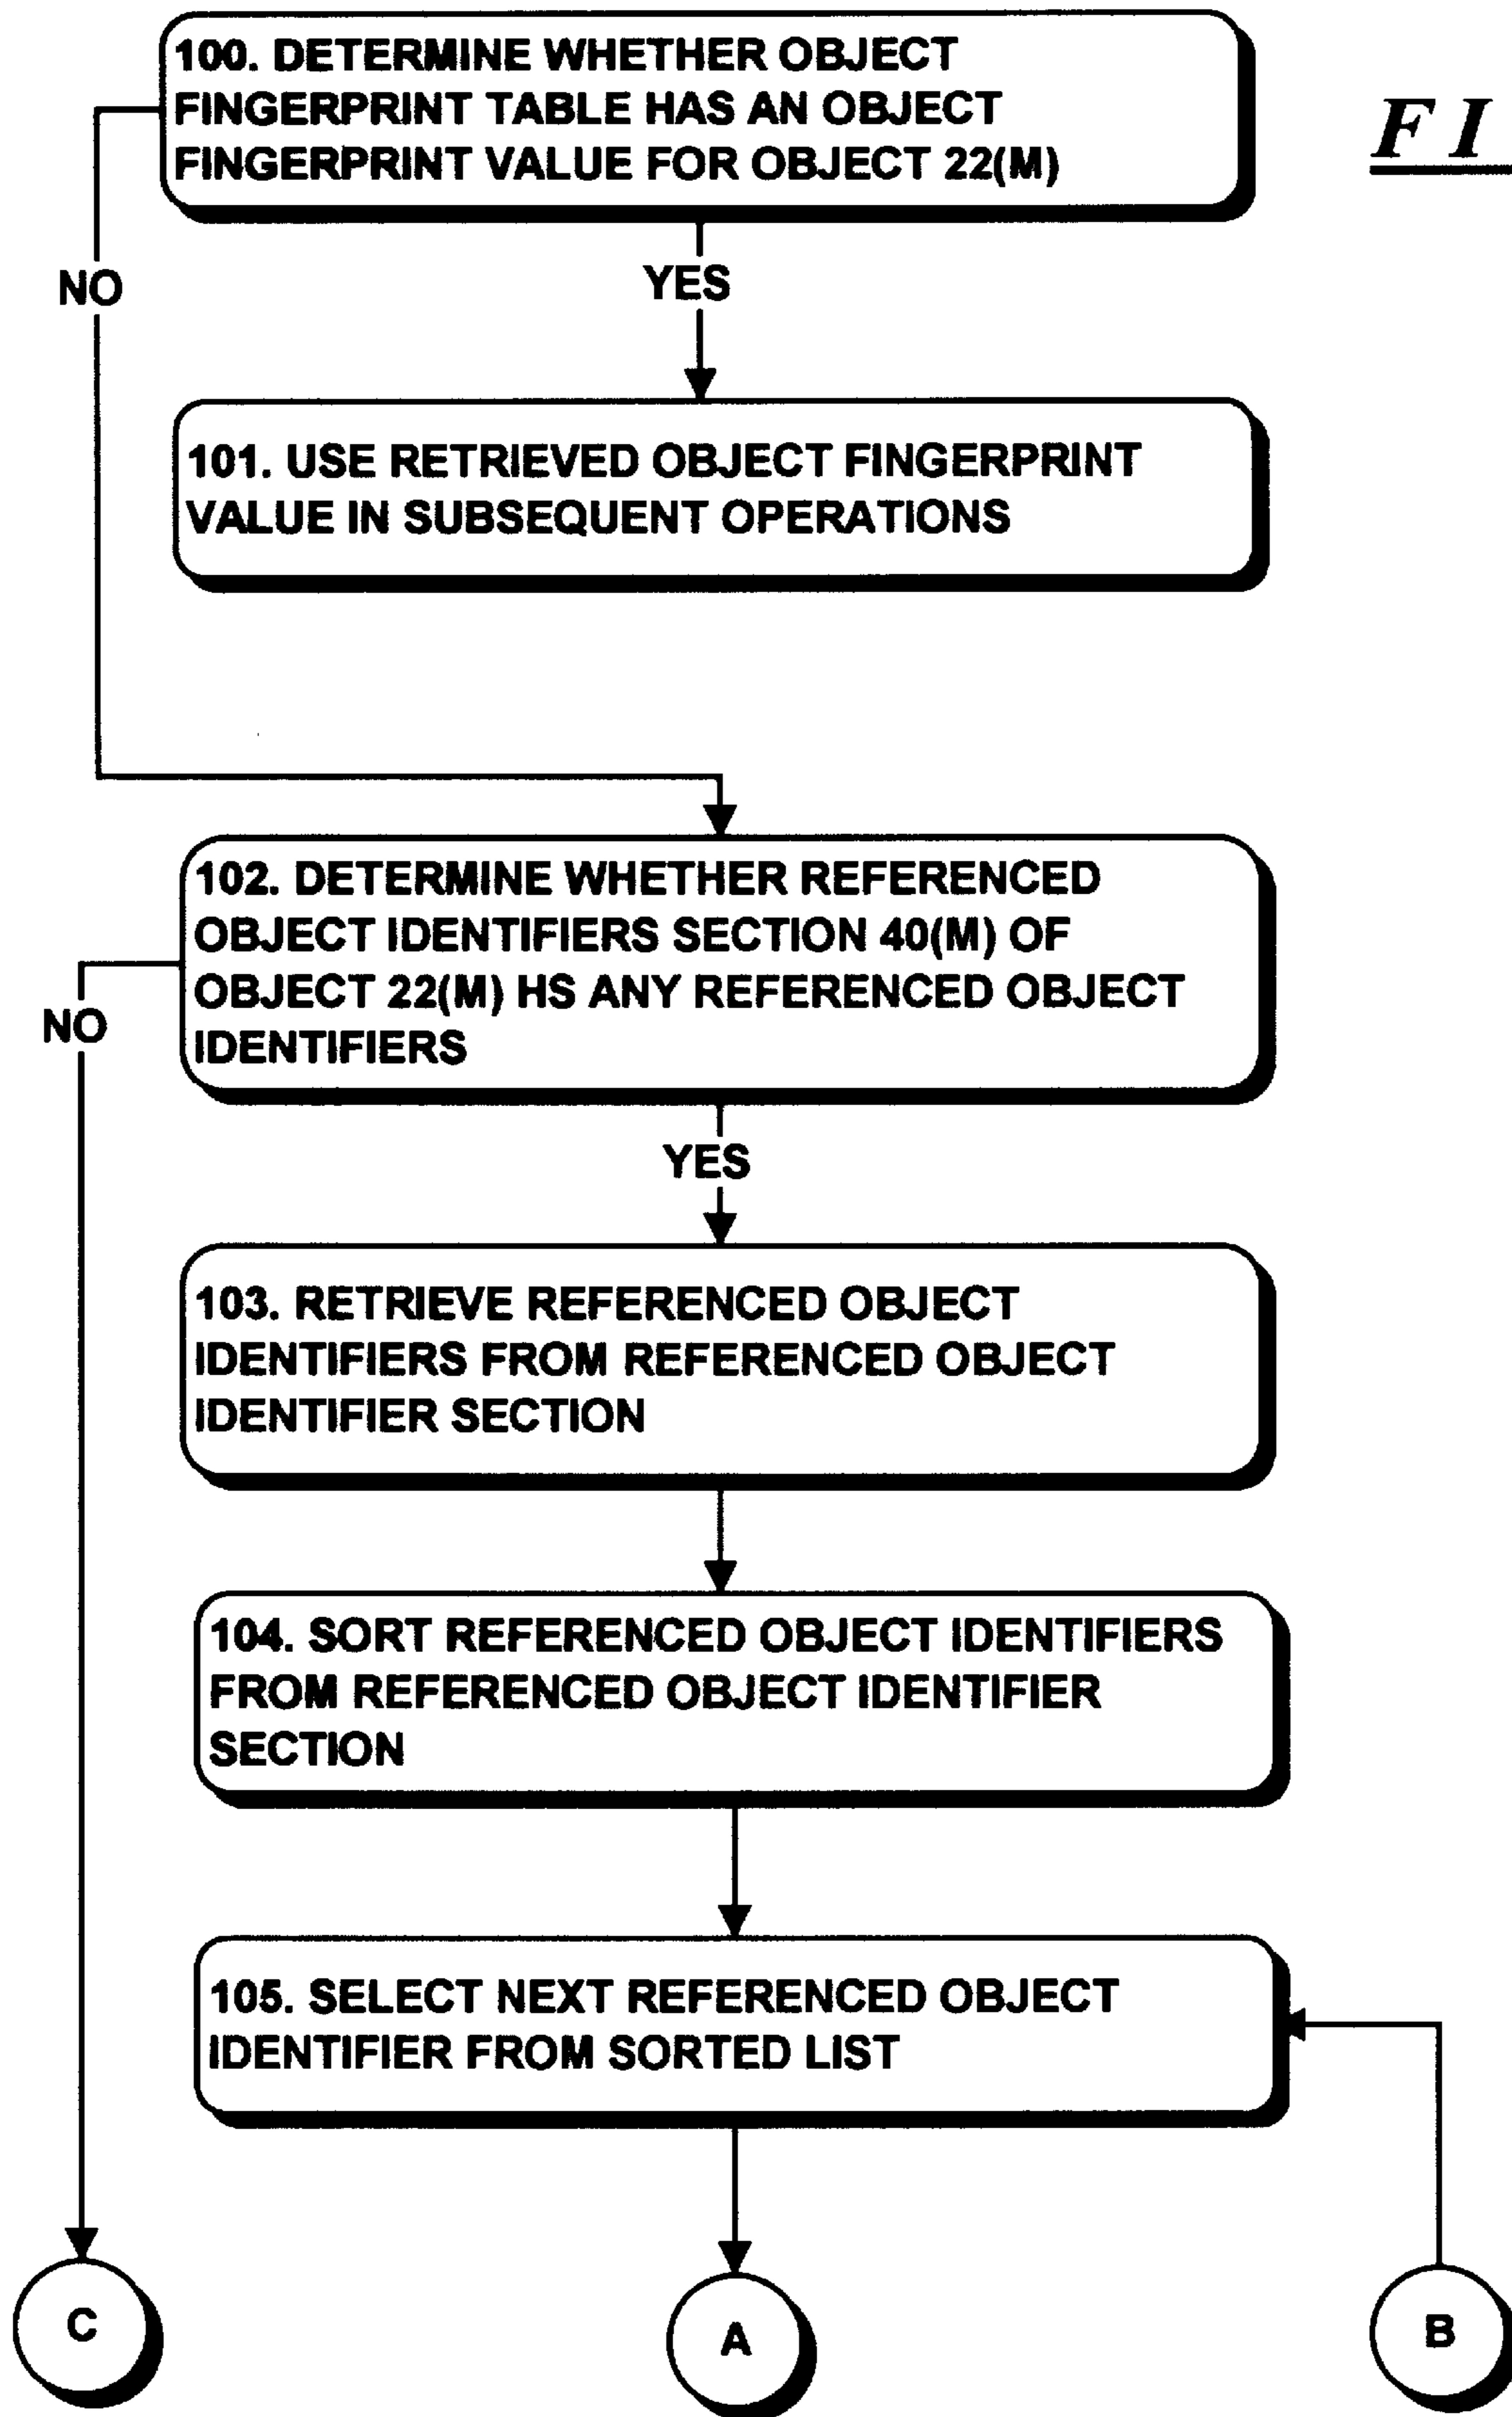 100. DETERMINE WHETHER OBJECT
FINGERPRINT TABLE HAS AN OBJECT
FINGERPRINT VALUE FOR OBJECT 22(M)
FI
NO
YES
101. USE RETRIEVED OBJECT FINGERPRINT
VALUE IN SUBSEQUENT OPERATIONS
102. DETERMINE WHETHER REFERENCED
OBJECT IDENTIFIERS SECTION 40(M) OF
OBJECT 22(M) HS ANY REFERENCED OBJECT
IDENTIFIERS
NO
YES
103. RETRIEVE REFERENCED OBJECT
IDENTIFIERS FROM REFERENCED OBJECT
IDENTIFIER SECTION
104. SORT REFERENCED OBJECT IDENTIFIERS
FROM REFERENCED OBJECT IDENTIFIER
SECTION
105. SELECT NEXT REFERENCED OBJECT
IDENTIFIER FROM SORTED LIST
C
A
B